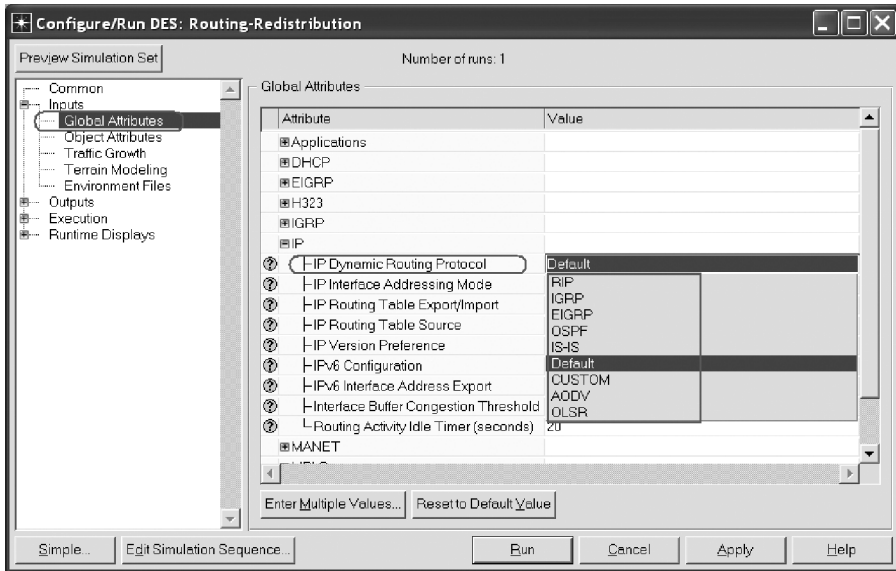 Configure/Run DES: Routing-Redistribution
Preview Simulation Set
Number of runs: 1
Common
Inputs
Global Attributes
Object Attributes
Traffic Growth
Terrain Modeling
Environment Files
Outputs
Execution
Runtime Displays
Global Attributes
Attribute Value
Applications
DHCP
EIGRP
H323
IGRP
IP
IP Dynamic Routing Protocol Default
IP Interface Addressing Mode
IP Routing Table Export/Import
IP Routing Table Source
IP Version Preference
IPv6 Configuration
IPv6 Interface Address Export
Interface Buffer Congestion Threshold
Routing Activity Idle Timer (seconds) 20
MANET
RIP
IGRP
EIGRP
OSPF
IS-IS
Default
CUSTOM
AODV
OLSR
Enter Multiple Values... Reset to Default Value
Simple... Edit Simulation Sequence... Run Cancel Apply Help